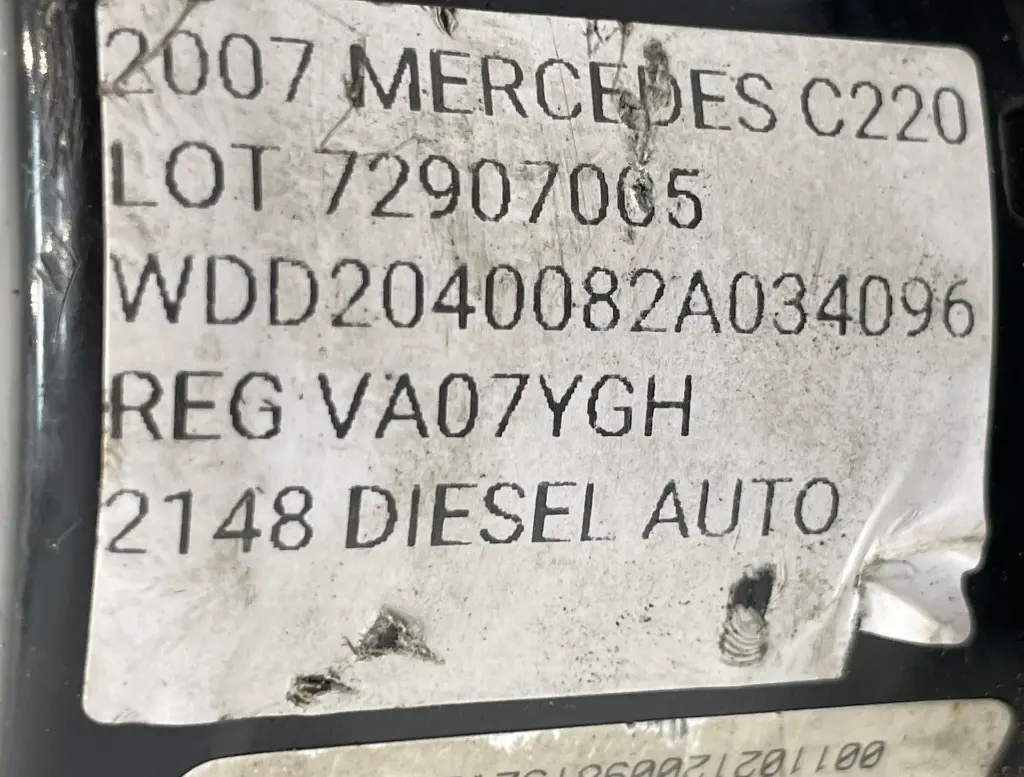 2007 MERCEDES C220
LOT 72907005
WDD2040082A034096
REG VA07YGH
2148 DIESEL AUTO